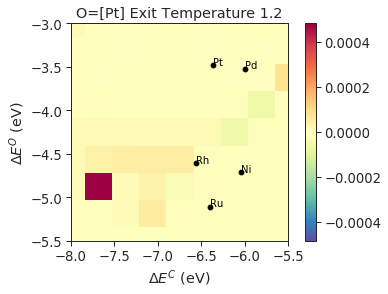 O=[Pt] Exit Temperature 1.2
−3.0
−3.5
−4.0
−4.5
−5.0
−5.5
ΔE^O (eV)
Pt
Pd
Rh
Ni
Ru
−8.0 −7.5 −7.0 −6.5 −6.0 −5.5
ΔE^C (eV)
0.0004
0.0002
0.0000
−0.0002
−0.0004